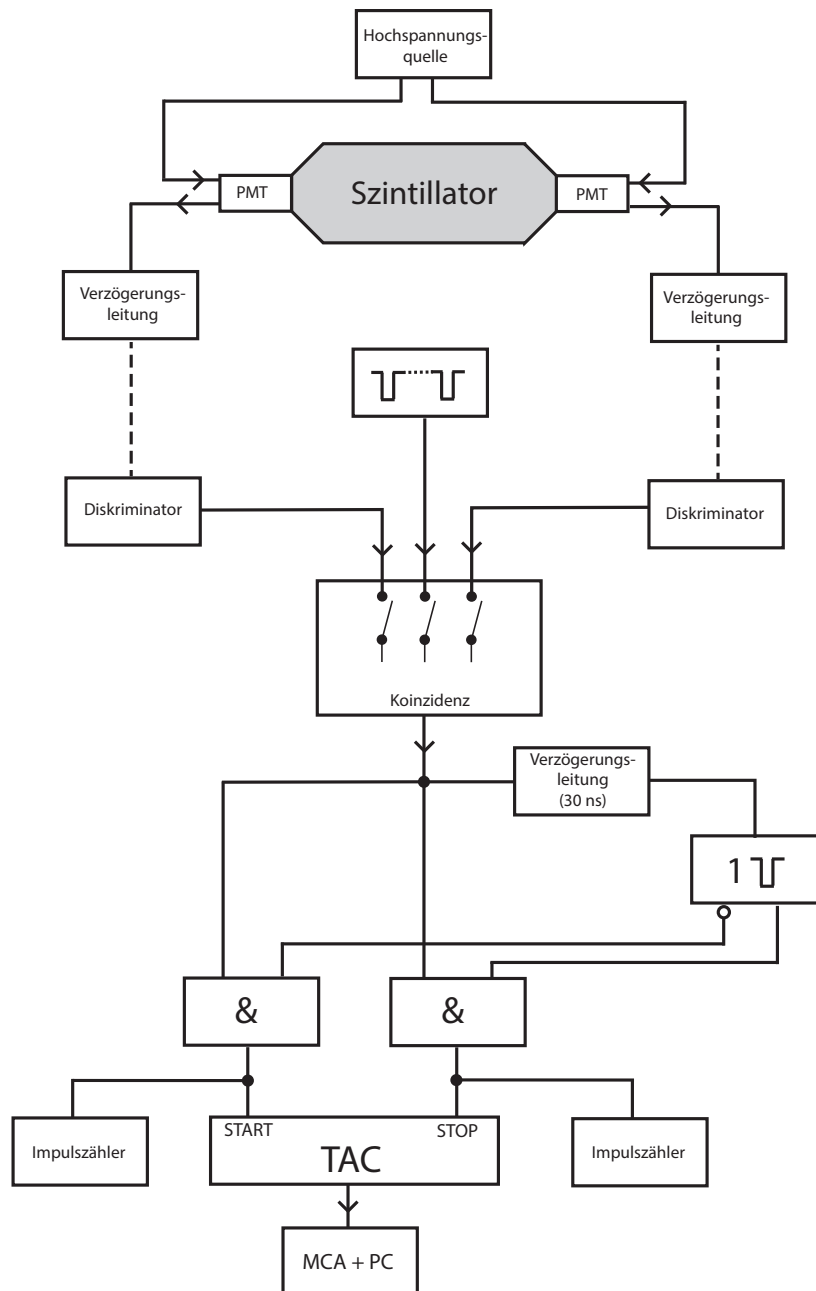 Hochspannungs-
quelle
PMT
Szintillator
PMT
Verzögerungs-
leitung
Verzögerungs-
leitung
Diskriminator
Diskriminator
Koinzidenz
Verzögerungs-
leitung
(30 ns)
1
&
&
Impulszähler
START
STOP
TAC
Impulszähler
MCA + PC